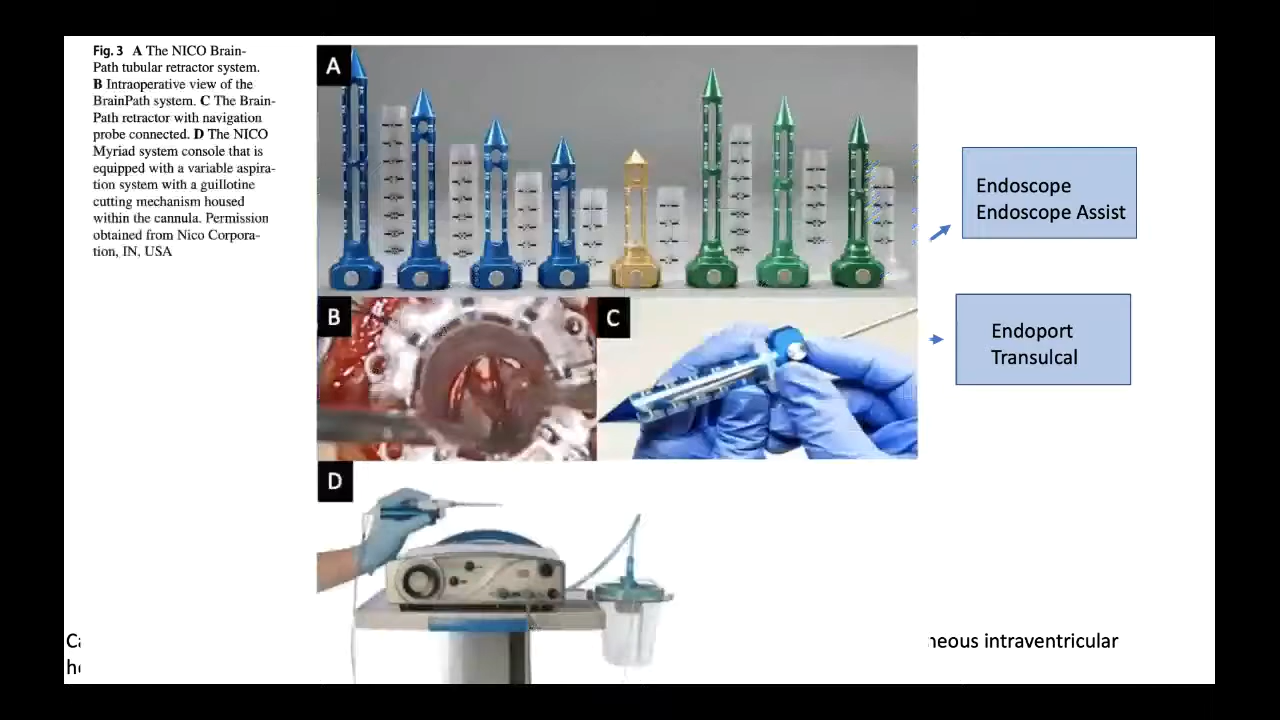 Fig. 3 A The NICO Brain-
Path tubular retractor system.
B Intraoperative view of the
BrainPath system. C The Brain-
Path retractor with navigation
probe connected. D The NICO
Myriad system console that is
equipped with a variable aspira-
tion system with a guillotine
cutting mechanism housed
within the cannula. Permission
obtained from Nico Corpora-
tion, IN, USA
A
B
C
D
Endoscope
Endoscope Assist
Endoport
Transulcal
intraventricular